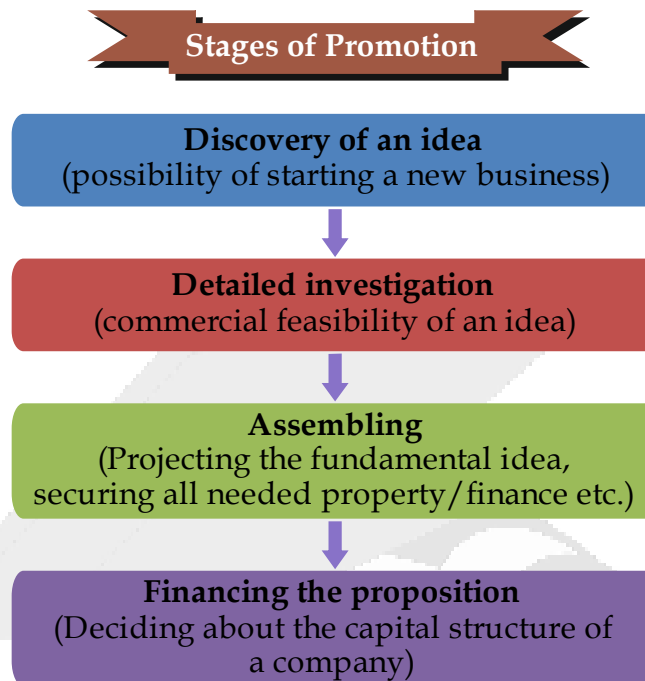 Stages of Promotion
Discovery of an idea
(possibility of starting a new business)
Detailed investigation
(commercial feasibility of an idea)
Assembling
(Projecting the fundamental idea,
securing all needed property/finance etc.)
Financing the proposition
(Deciding about the capital structure of
a company)